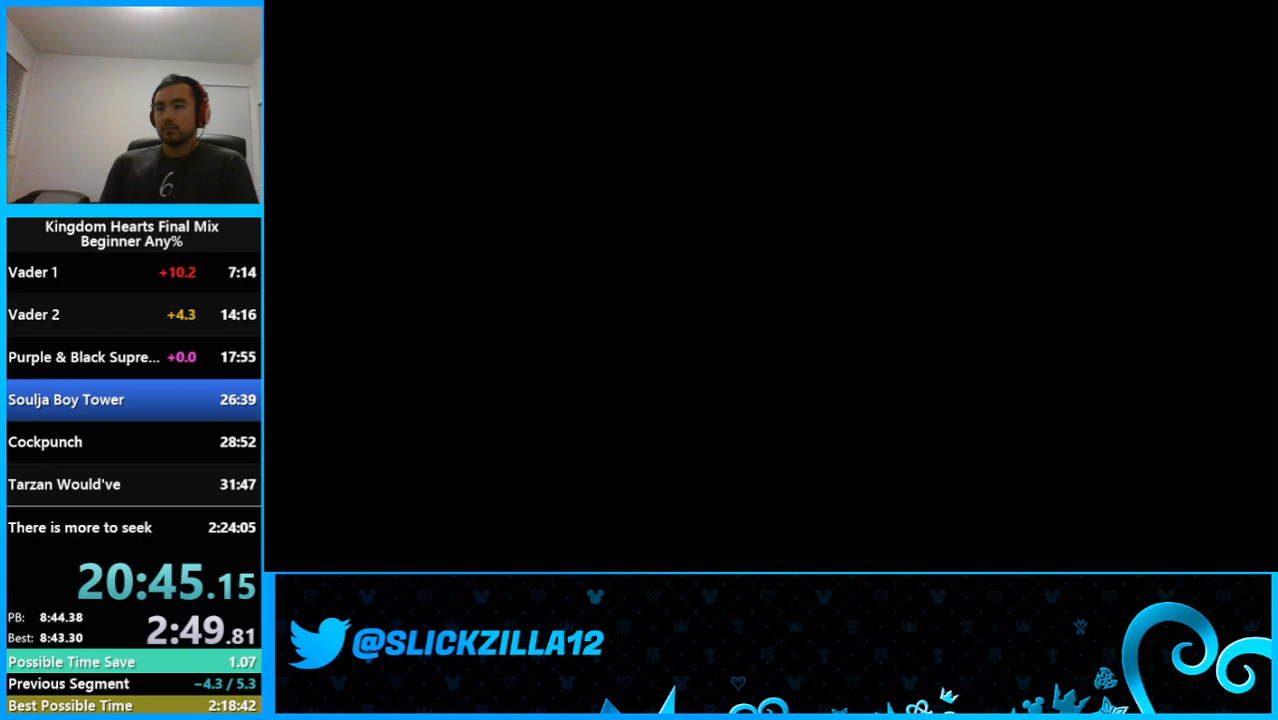 6
Kingdom Hearts Final Mix
Beginner Any%
Vader 1 +10.2 7:14
Vader 2 +4.3 14:16
Purple & Black Supre... +0.0 17:55
Soulja Boy Tower 26:39
Cockpunch 28:52
Tarzan Would've 31:47
There is more to seek 2:24:05
20:45.15
PB: 8:44.38
Best: 8:43.30
2:49.81
Possible Time Save 1.07
Previous Segment −4.3 / 5.3
Best Possible Time 2:18:42
@SLICKZILLA12